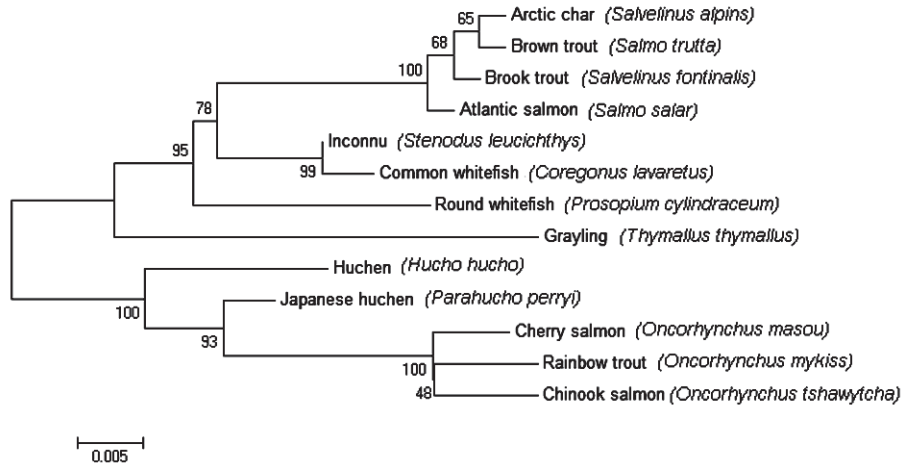 Arctic char (Salvelinus alpins)
65
Brown trout (Salmo trutta)
68
Brook trout (Salvelinus fontinalis)
100
Atlantic salmon (Salmo salar)
78
Inconnu (Stenodus leucichthys)
95
99
Common whitefish (Coregonus lavaretus)
Round whitefish (Prosopium cylindraceum)
Grayling (Thymallus thymallus)
Huchen (Hucho hucho)
100
Japanese huchen (Parahucho perryi)
93
Cherry salmon (Oncorhynchus masou)
100
Rainbow trout (Oncorhynchus mykiss)
48
Chinook salmon (Oncorhynchus tshawytcha)
0.005